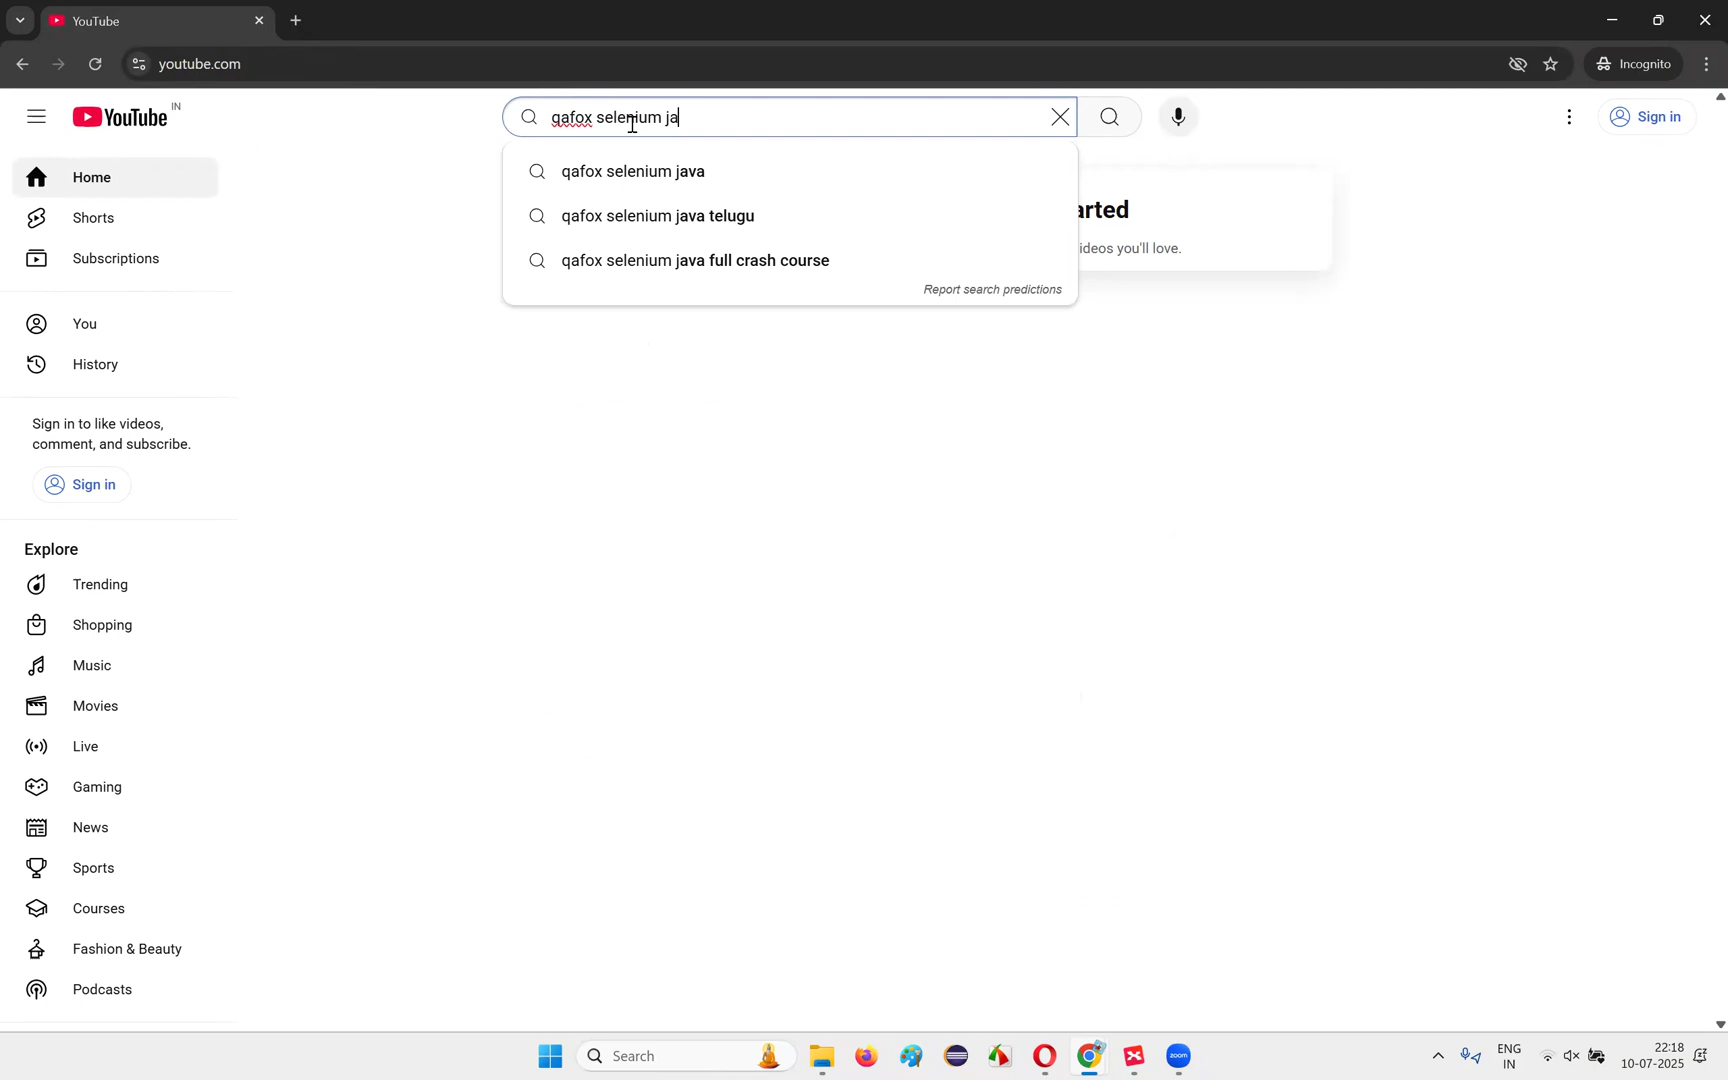 YouTube
youtube.com
Incognito
YouTube IN
qafox selenium ja
Sign in
Home
Shorts
Subscriptions
You
History
Sign in to like videos,
comment, and subscribe.
Sign in
Explore
Trending
Shopping
Music
Movies
Live
Gaming
News
Sports
Courses
Fashion & Beauty
Podcasts
qafox selenium java
qafox selenium java telugu
qafox selenium java full crash course
Report search predictions
arted
ideos you'll love.
Search
zoom
ENG
IN
22:18
10-07-2025